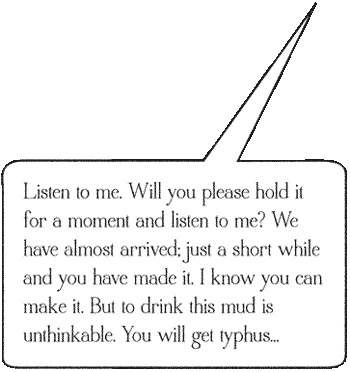 Listen to me. Will you please hold it
for a moment and listen to me? We
have almost arrived; just a short while
and you have made it. I know you can
make it. But to drink this mud is
unthinkable. You will get typhus...